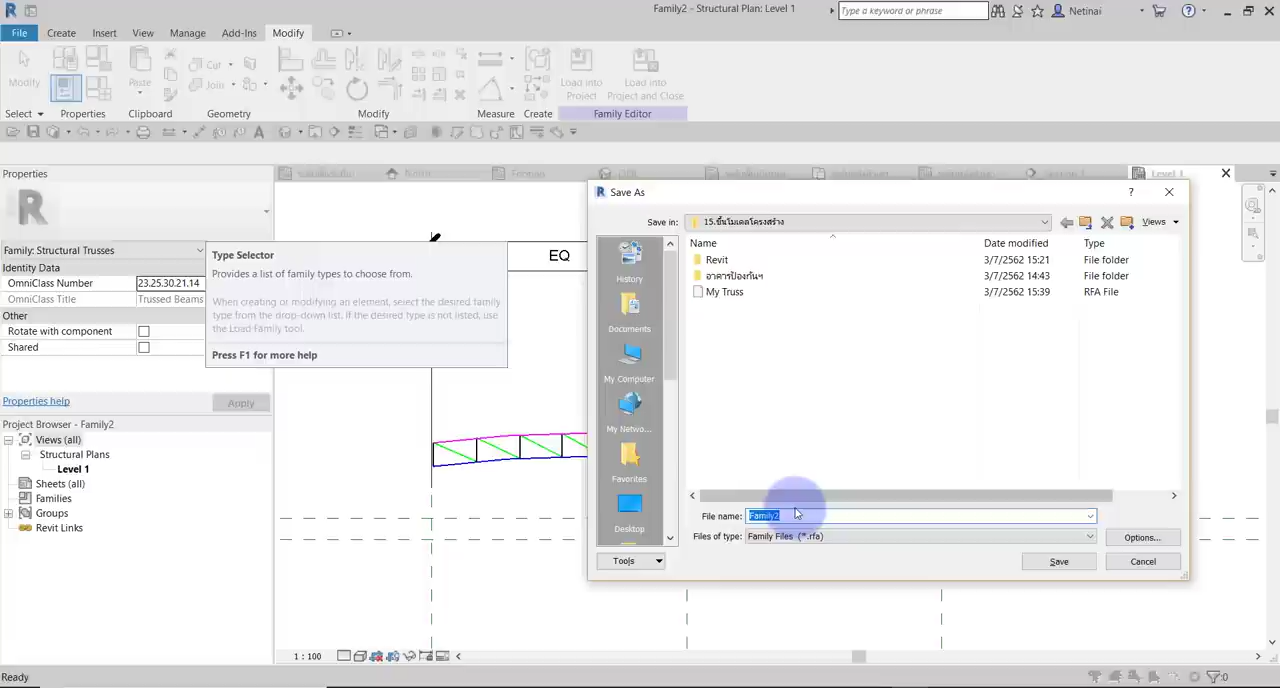 Family2 - Structural Plan: Level 1
Type a keyword or phrase
Netinai
File Create Insert View Manage Add-Ins Modify
Modify
Paste
Cut
Join
Load into
Project
Load into
Project and Close
Select Properties Clipboard Geometry Modify Measure Create Family Editor
Properties
Level 1
Family: Structural Trusses
Identity Data
OmniClass Number 23.25.30.21.14
OmniClass Title Trussed Beams
Other
Rotate with component
Shared
Properties help
Apply
Type Selector
Provides a list of family types to choose from.
When creating or modifying an element, select the desired family
type from the drop-down list. If the desired type is not listed, use
the Load Family tool.
Press F1 for more help
EQ
Project Browser - Family2
Views (all)
Structural Plans
Level 1
Sheets (all)
Families
Groups
Revit Links
Save As
Save in: 15.ขึ้นโมเดลโครงสร้าง
Views
Name Date modified Type
Revit 3/7/2562 15:21 File folder
อาคารป้องกันฯ 3/7/2562 14:43 File folder
My Truss 3/7/2562 15:39 RFA File
History
Documents
My Computer
My Netwo...
Favorites
Desktop
File name: Family2
Files of type: Family Files (*.rfa)
Options...
Tools
Save
Cancel
1 : 100
Ready
:0